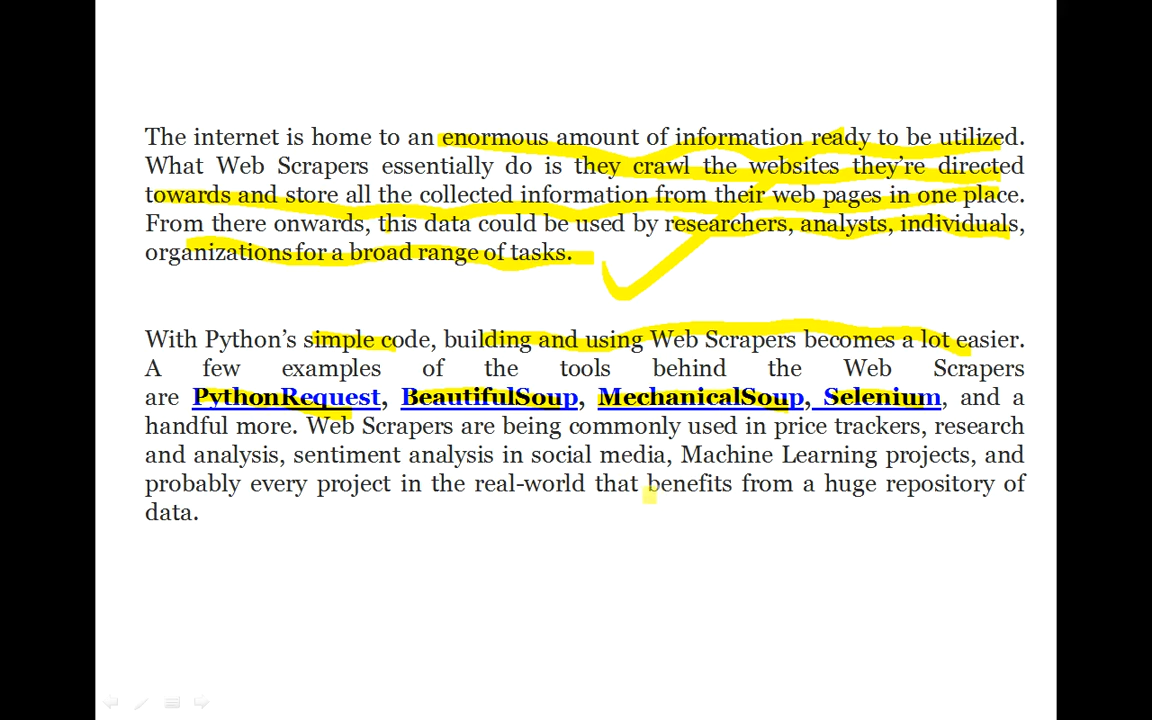 The internet is home to an enormous amount of information ready to be utilized.
What Web Scrapers essentially do is they crawl the websites they’re directed
towards and store all the collected information from their web pages in one place.
From there onwards, this data could be used by researchers, analysts, individuals,
organizations for a broad range of tasks.
With Python’s simple code, building and using Web Scrapers becomes a lot easier.
A few examples of the tools behind the Web Scrapers
are PythonRequest, BeautifulSoup, MechanicalSoup, Selenium, and a
handful more. Web Scrapers are being commonly used in price trackers, research
and analysis, sentiment analysis in social media, Machine Learning projects, and
probably every project in the real-world that benefits from a huge repository of
data.